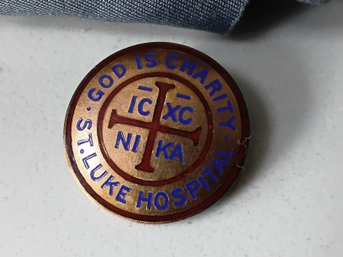 · GOD IS CHARITY ·
IC XC
NI KA
ST. LUKE HOSPITAL